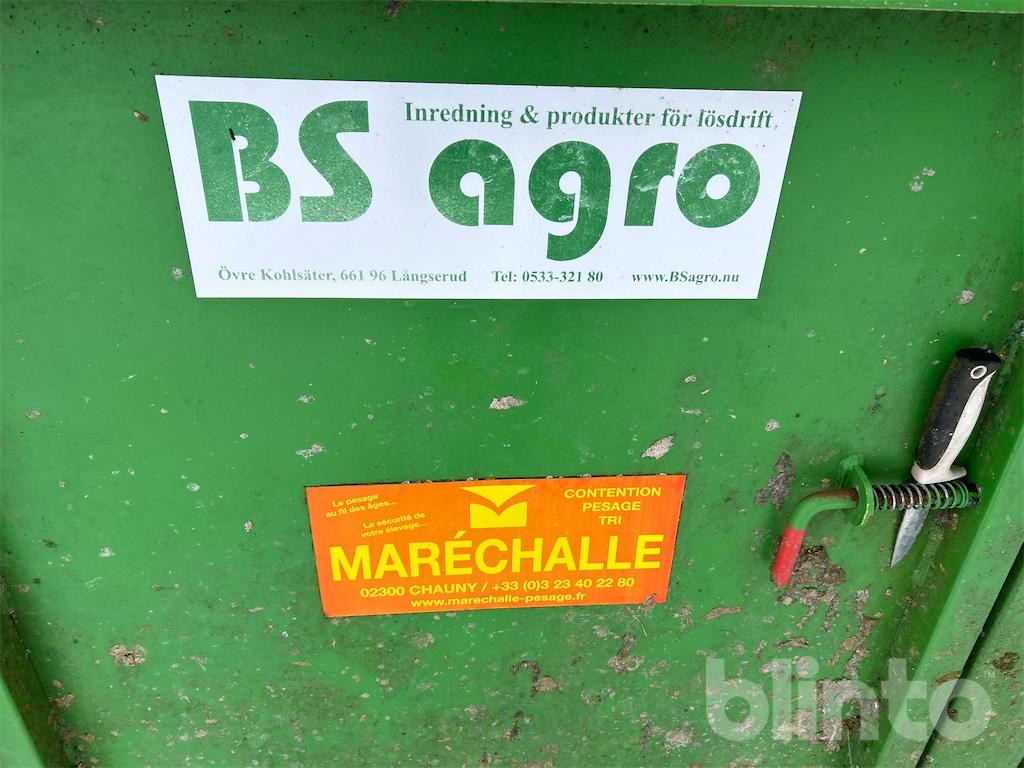 Inredning & produkter för lösdrift
BS agro
Övre Kohlsäter, 661 96 Långserud Tel: 0533-321 80 www.BSagro.nu
Le pesage
au fil des âges...
La sécurité de
votre élevage...
CONTENTION
PESAGE
TRI
MARÉCHALLE
02300 CHAUNY / +33 (0)3 23 40 22 80
www.marechalle-pesage.fr
blinto™